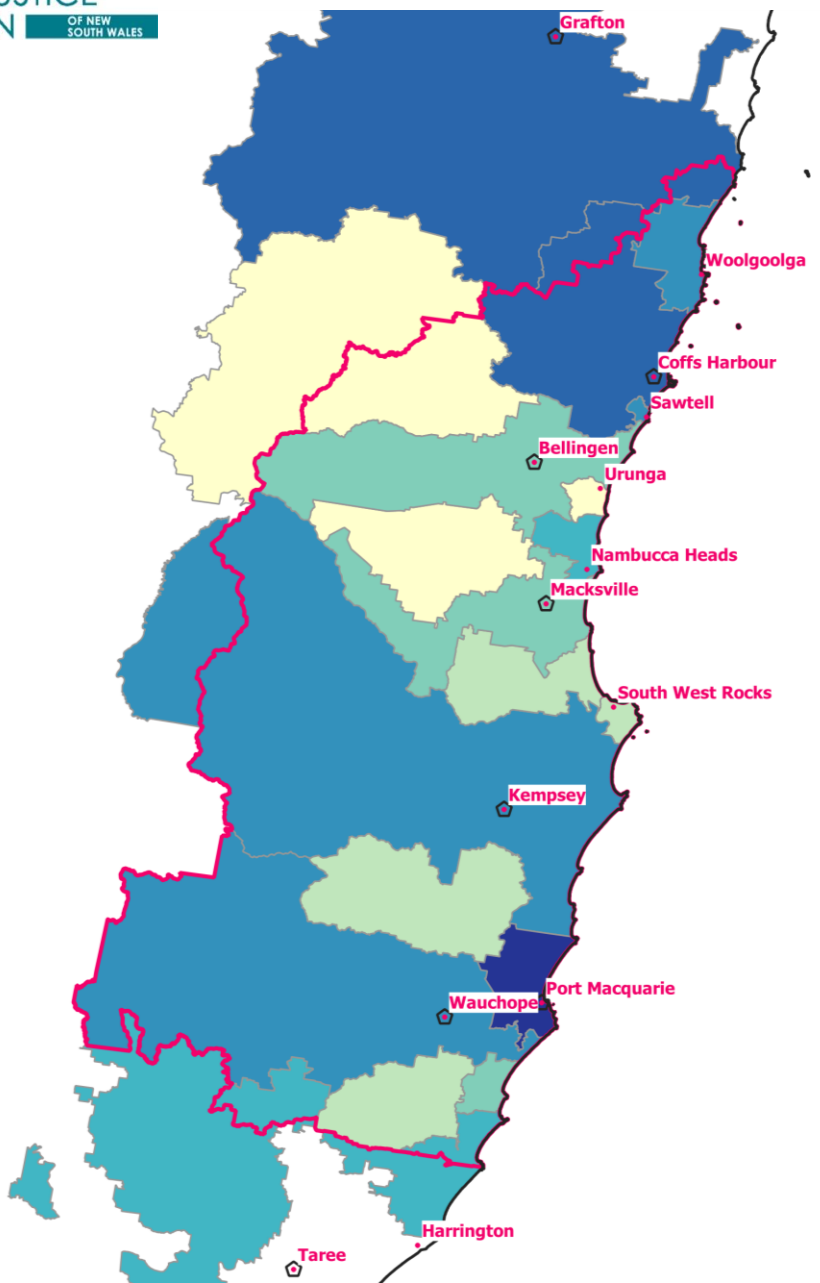 OF NEW
SOUTH WALES
Grafton
Woolgoolga
Coffs Harbour
Sawtell
Bellingen
Urunga
Nambucca Heads
Macksville
South West Rocks
Kempsey
Port Macquarie
Wauchope
Harrington
Taree